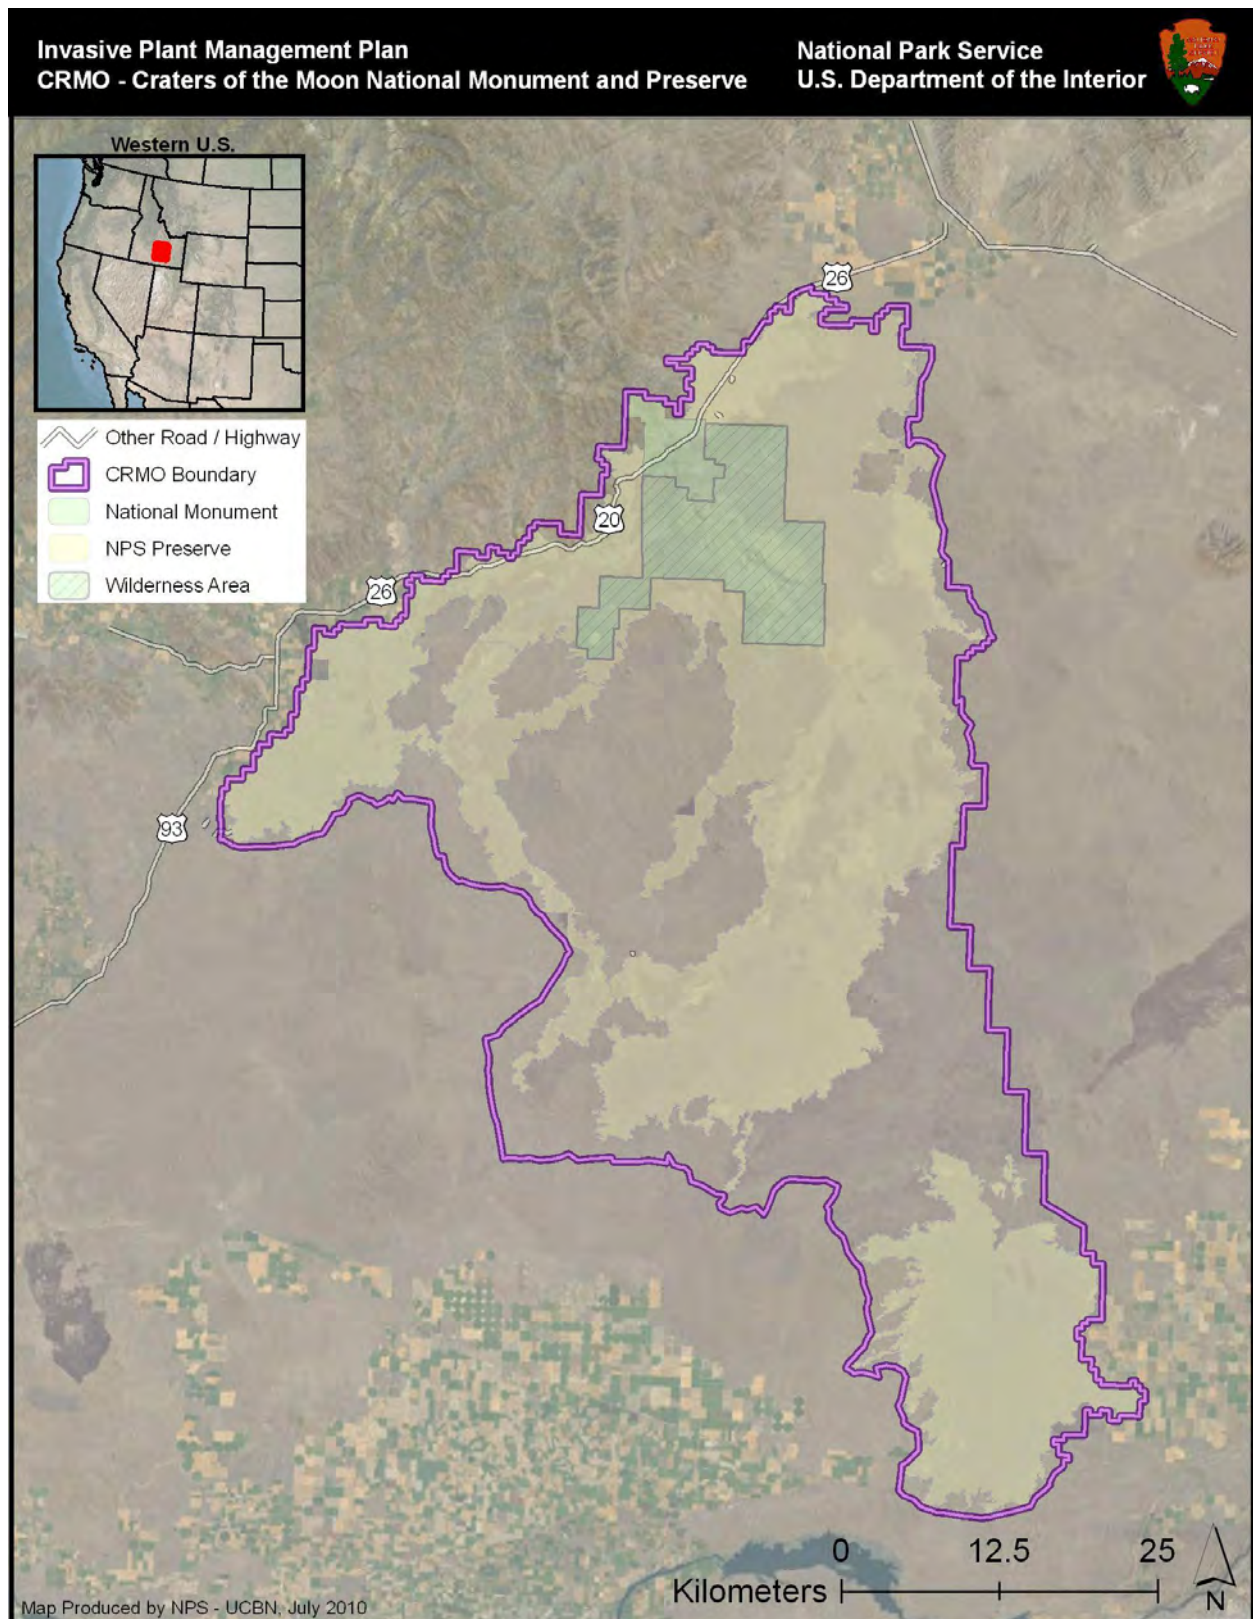 Invasive Plant Management Plan
CRMO - Craters of the Moon National Monument and Preserve
National Park Service
U.S. Department of the Interior
Western U.S.
Other Road / Highway
CRMO Boundary
National Monument
NPS Preserve
Wilderness Area
26
20
26
93
0 12.5 25
Kilometers
N
Map Produced by NPS - UCBN, July 2010